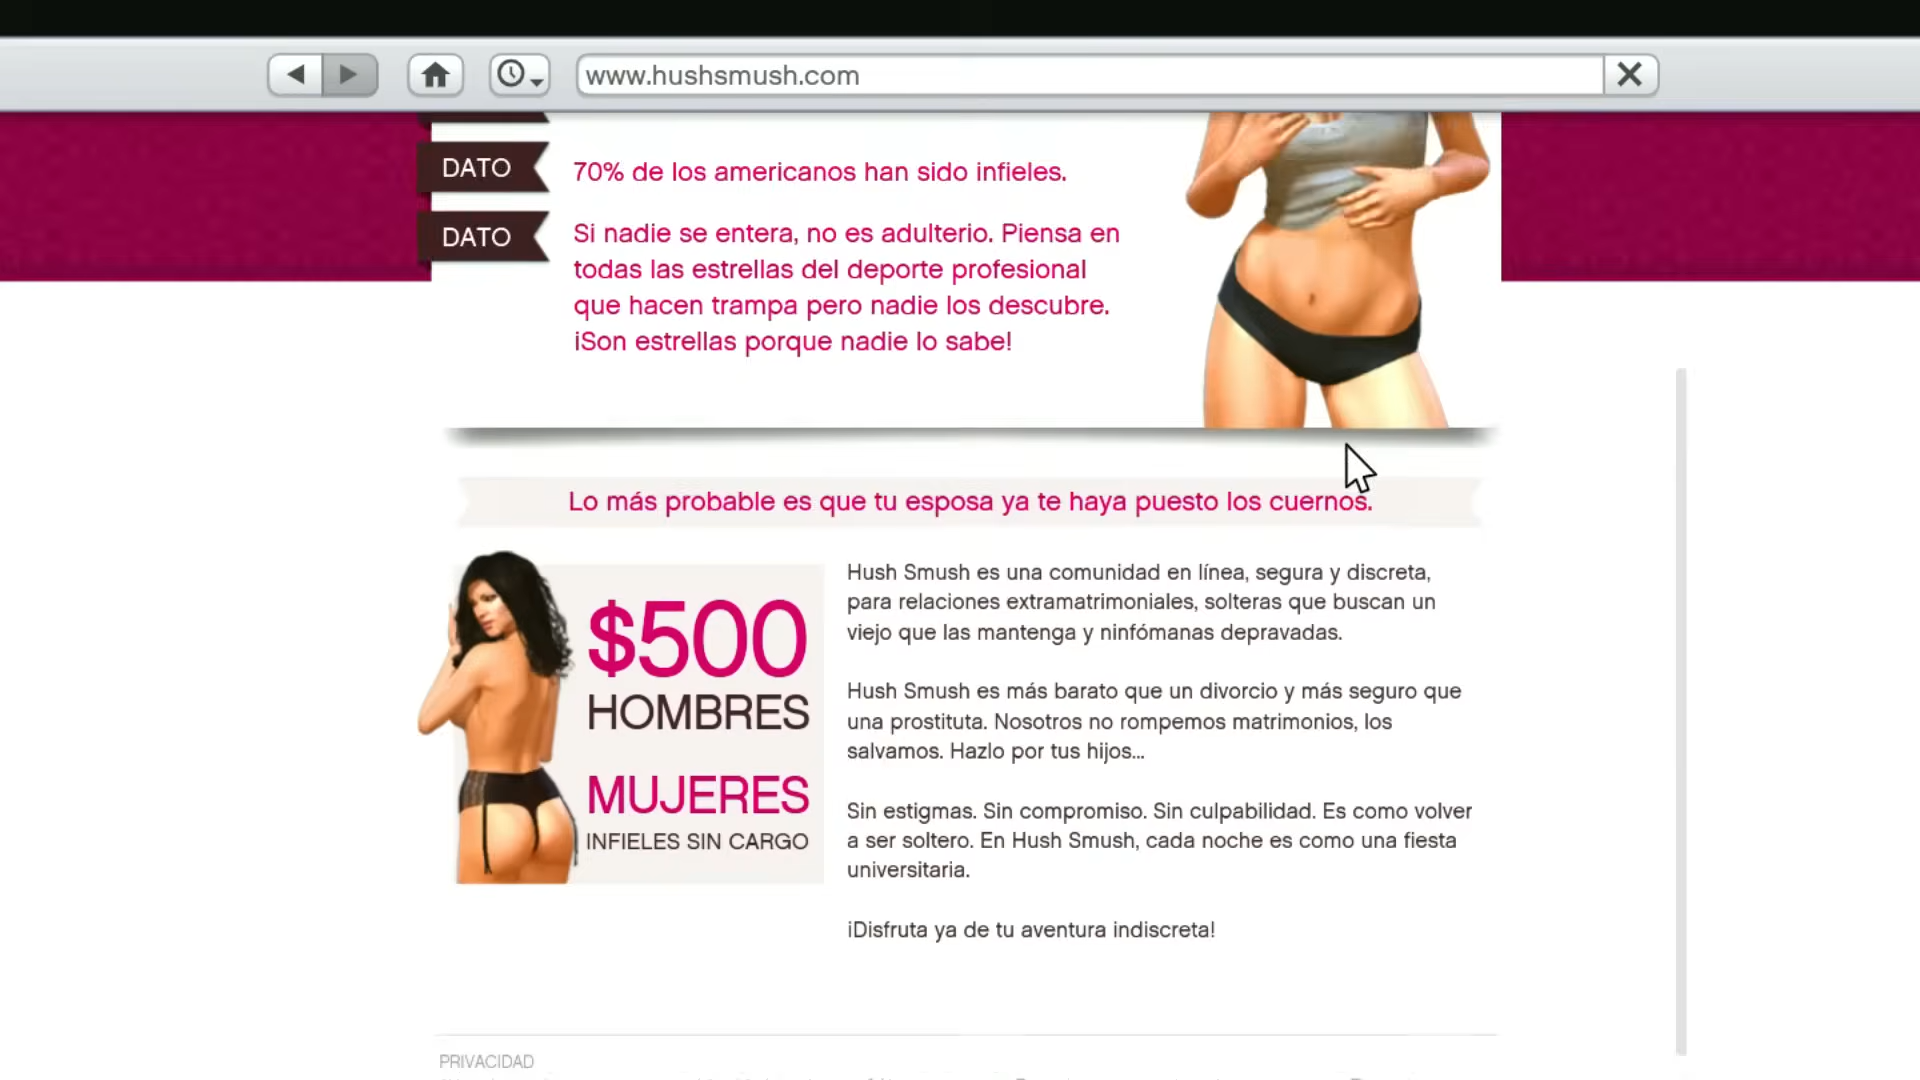 www.hushsmush.com
DATO
70% de los americanos han sido infieles.
DATO
Si nadie se entera, no es adulterio. Piensa en
todas las estrellas del deporte profesional
que hacen trampa pero nadie los descubre.
¡Son estrellas porque nadie lo sabe!
Lo más probable es que tu esposa ya te haya puesto los cuernos.
$500
HOMBRES
MUJERES
INFIELES SIN CARGO
Hush Smush es una comunidad en línea, segura y discreta,
para relaciones extramatrimoniales, solteras que buscan un
viejo que las mantenga y ninfómanas depravadas.
Hush Smush es más barato que un divorcio y más seguro que
una prostituta. Nosotros no rompemos matrimonios, los
salvamos. Hazlo por tus hijos...
Sin estigmas. Sin compromiso. Sin culpabilidad. Es como volver
a ser soltero. En Hush Smush, cada noche es como una fiesta
universitaria.
¡Disfruta ya de tu aventura indiscreta!
PRIVACIDAD